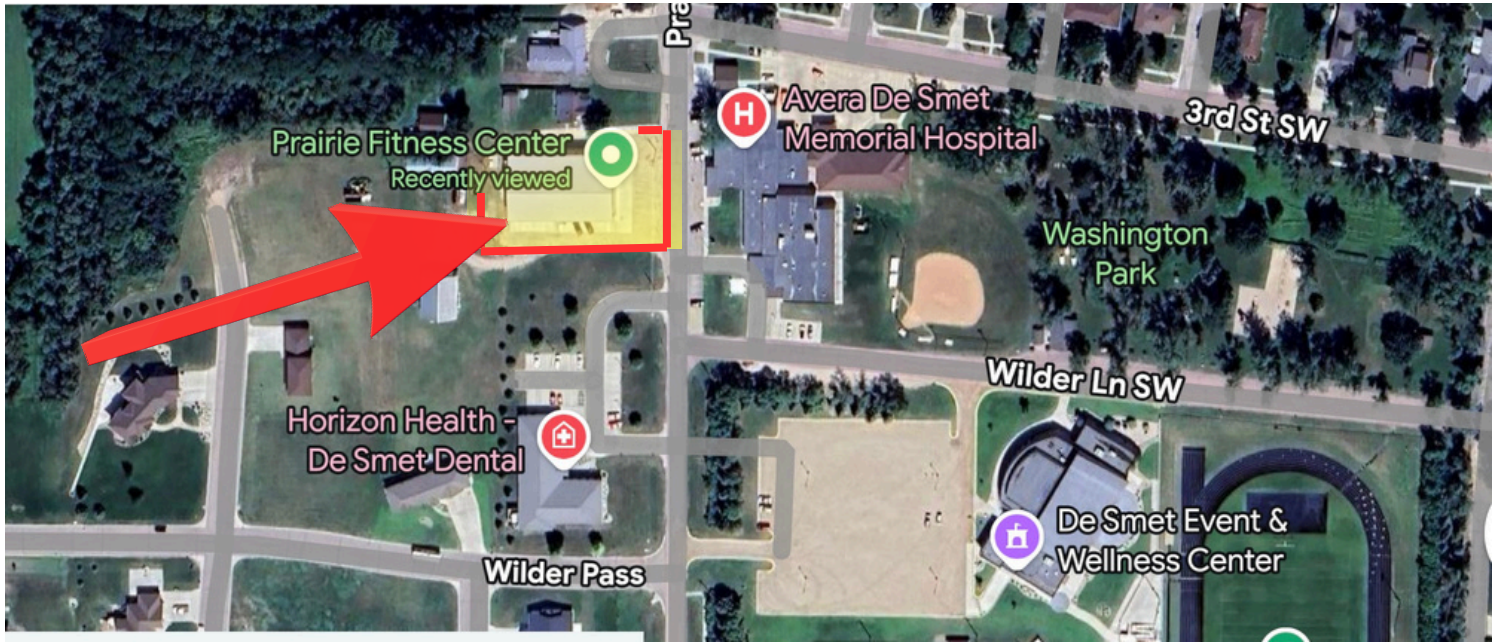 Pra
Avera De Smet
Memorial Hospital
H
3rd St SW
Prairie Fitness Center
Recently viewed
Washington
Park
Wilder Ln SW
Horizon Health -
De Smet Dental
De Smet Event &
Wellness Center
Wilder Pass